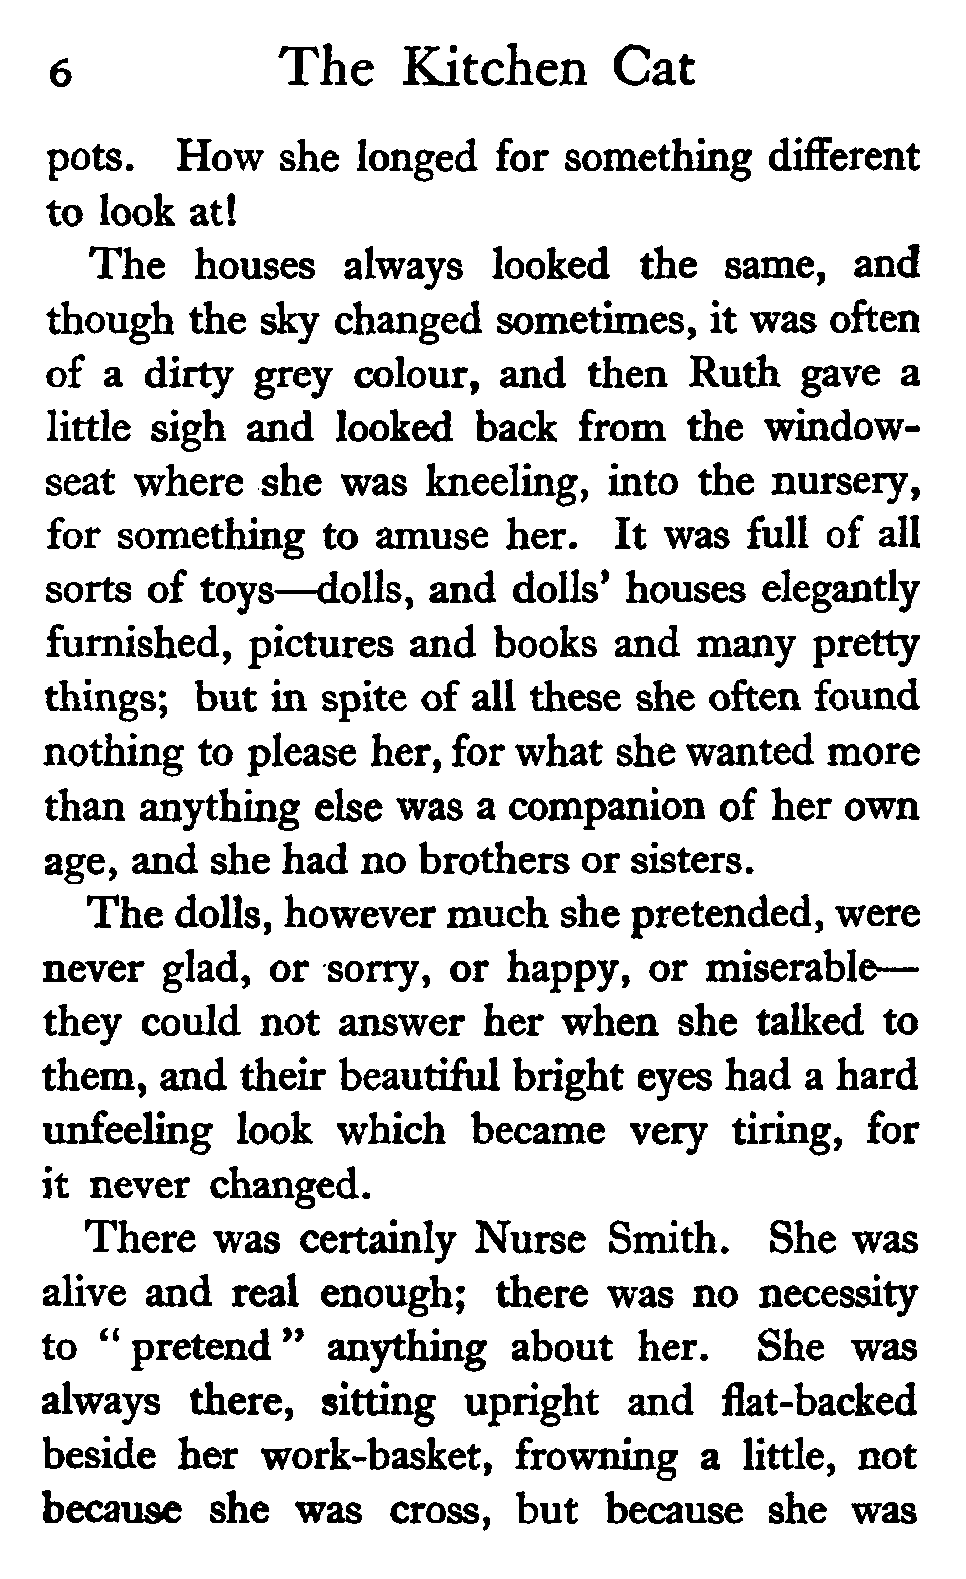 6 The Kitchen Cat
pots. How she longed for something different
to look at!
The houses always looked the same, and
though the sky changed sometimes, it was often
of a dirty grey colour, and then Ruth gave a
little sigh and looked back from the window-
seat where she was kneeling, into the nursery,
for something to amuse her. It was full of all
sorts of toys—dolls, and dolls' houses elegantly
furnished, pictures and books and many pretty
things; but in spite of all these she often found
nothing to please her, for what she wanted more
than anything else was a companion of her own
age, and she had no brothers or sisters.
The dolls, however much she pretended, were
never glad, or sorry, or happy, or miserable—
they could not answer her when she talked to
them, and their beautiful bright eyes had a hard
unfeeling look which became very tiring, for
it never changed.
There was certainly Nurse Smith. She was
alive and real enough; there was no necessity
to “ pretend ” anything about her. She was
always there, sitting upright and flat-backed
beside her work-basket, frowning a little, not
because she was cross, but because she was